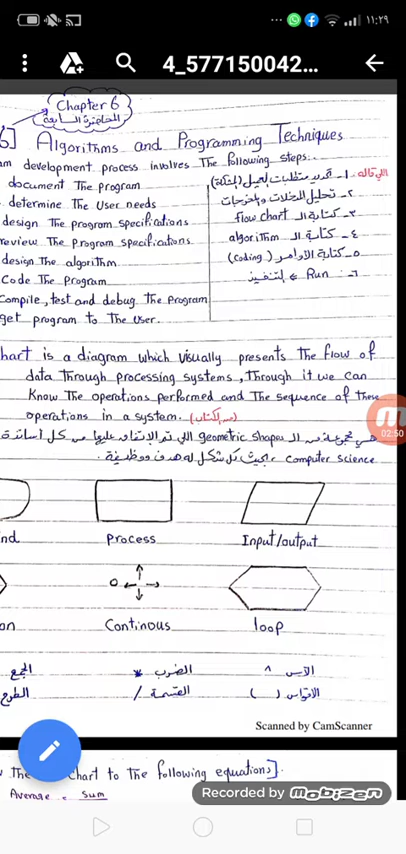 ١١:٢٩
4_577150042...
Chapter 6
المحاضرة السابعة
6] Algorithms and Programming Techniques
am development process involves The following steps:.
document The program
determine The User needs
design The program specifications
review The program specifications
design The algorithm
Code The Program
Compile, test and debug The Program
get program to The User.
١- تحديد متطلبات العميل (المشكلة)
٢- تحليل المدخلات والمخرجات
٣- كتابة الـ flow chart
٤- كتابة الـ algorithm
٥- كتابة الأوامر (coding)
٦- Run ← التنفيذ
hart is a diagram which visually presents The flow of
data Through processing systems, Through it we can
Know The operations performed and The sequence of These
operations in a system.
هي مجموعة من الـ geometric shapes اللي تم الاتفاق عليها من كل أساتذة
computer science بحيث كل شكل له هدف ووظيفة.
nd Process Input/output
on Continous loop
الجمع الضرب * الأس ^
الطرح القسمة / الأقواس ( )
Scanned by CamScanner
The chart to The following equations].
Average = Sum
M
02:50
Recorded by mobizen